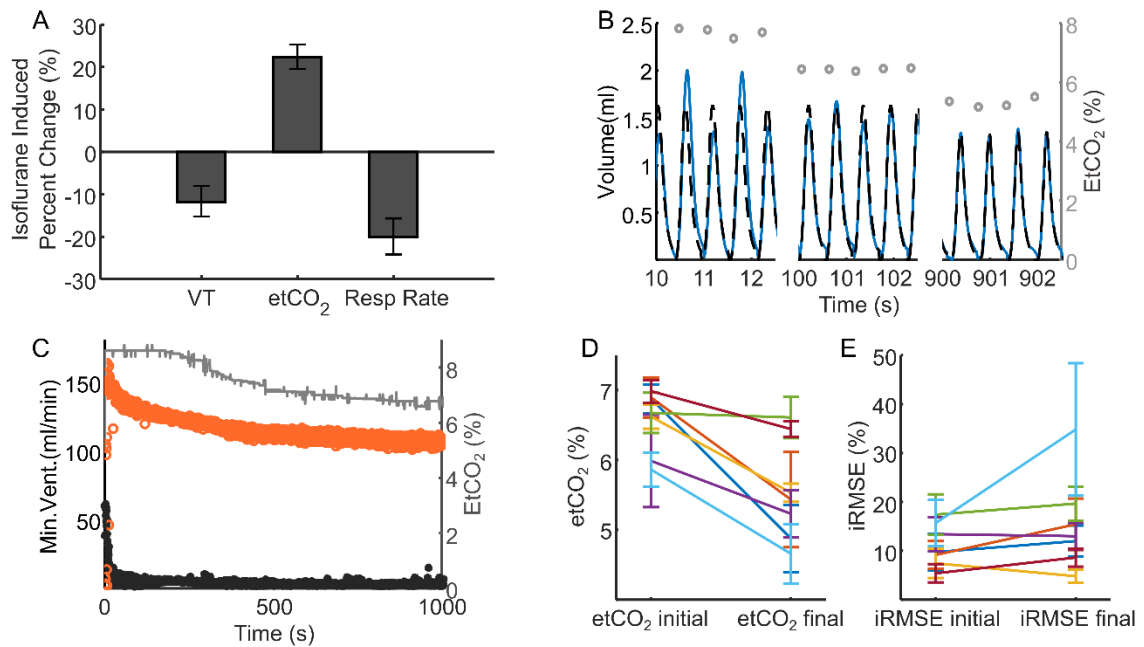 A
Isoflurane Induced
Percent Change (%)
30
20
10
0
-10
-20
-30
VT
etCO2
Resp Rate
B
Volume(ml)
2.5
2
1.5
1
0.5
10
11
12
100
101
102
900
901
902
Time (s)
8
6
4
2
0
EtCO2 (%)
C
Min.Vent.(ml/min)
150
100
50
0
500
1000
Time (s)
8
6
4
2
0
EtCO2 (%)
D
etCO2 (%)
7
6
5
etCO2 initial
etCO2 final
E
iRMSE (%)
50
40
30
20
10
iRMSE initial
iRMSE final